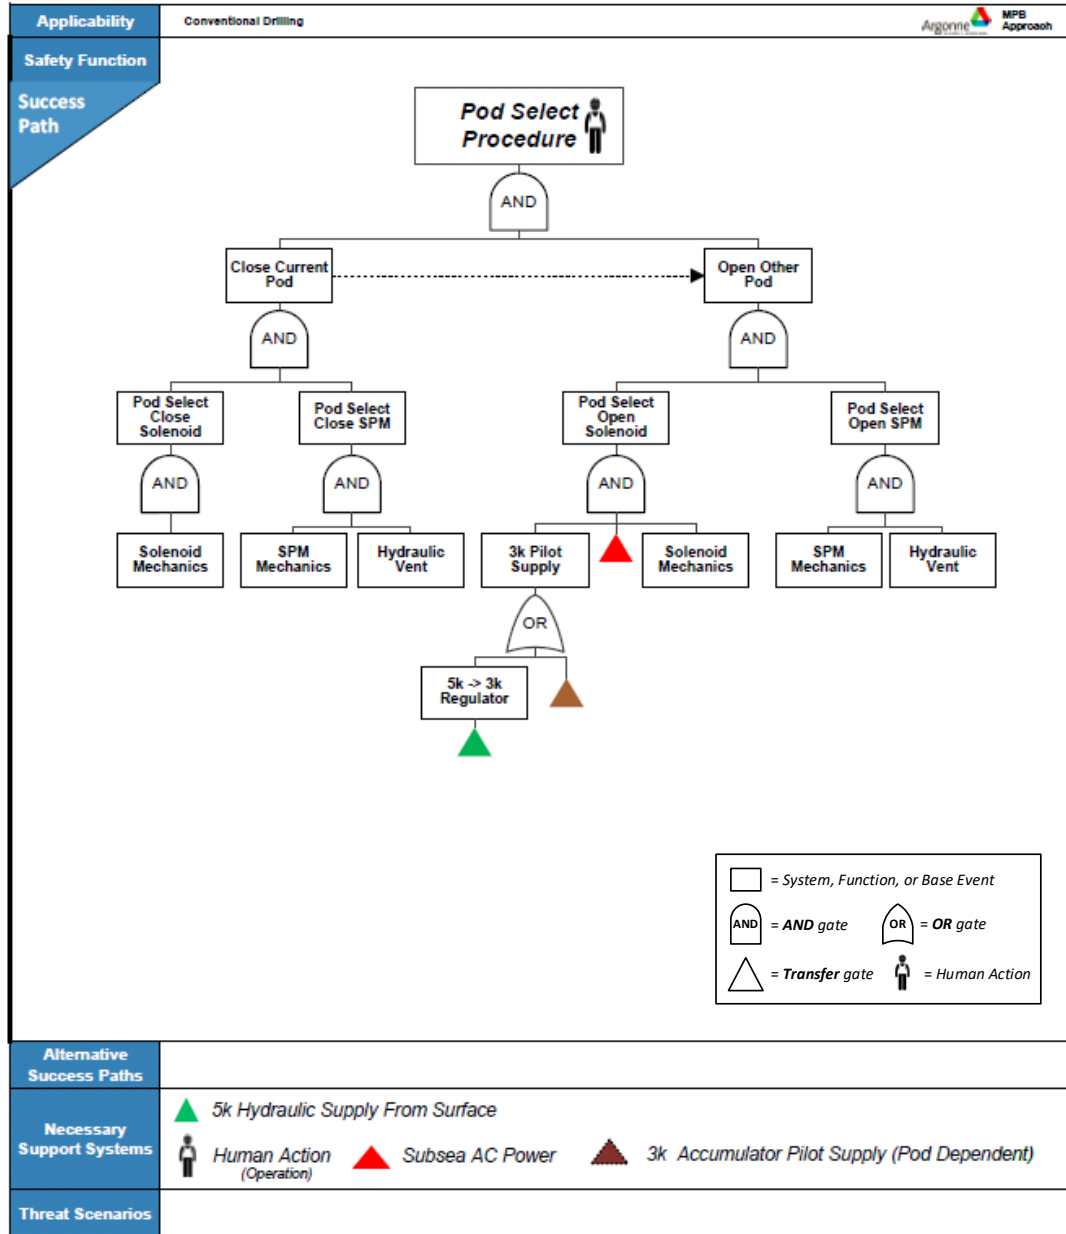 Applicability
Conventional Drilling
Argonne
MPB
Approach
Safety Function
Success
Path
Pod Select
Procedure
AND
Close Current
Pod
Open Other
Pod
AND
AND
Pod Select
Close
Solenoid
Pod Select
Close SPM
Pod Select
Open
Solenoid
Pod Select
Open SPM
AND
AND
AND
AND
Solenoid
Mechanics
SPM
Mechanics
Hydraulic
Vent
3k Pilot
Supply
Solenoid
Mechanics
SPM
Mechanics
Hydraulic
Vent
OR
5k -> 3k
Regulator
= System, Function, or Base Event
AND = AND gate
OR = OR gate
= Transfer gate
= Human Action
Alternative
Success Paths
Necessary
Support Systems
5k Hydraulic Supply From Surface
Human Action
(Operation)
Subsea AC Power
3k Accumulator Pilot Supply (Pod Dependent)
Threat Scenarios